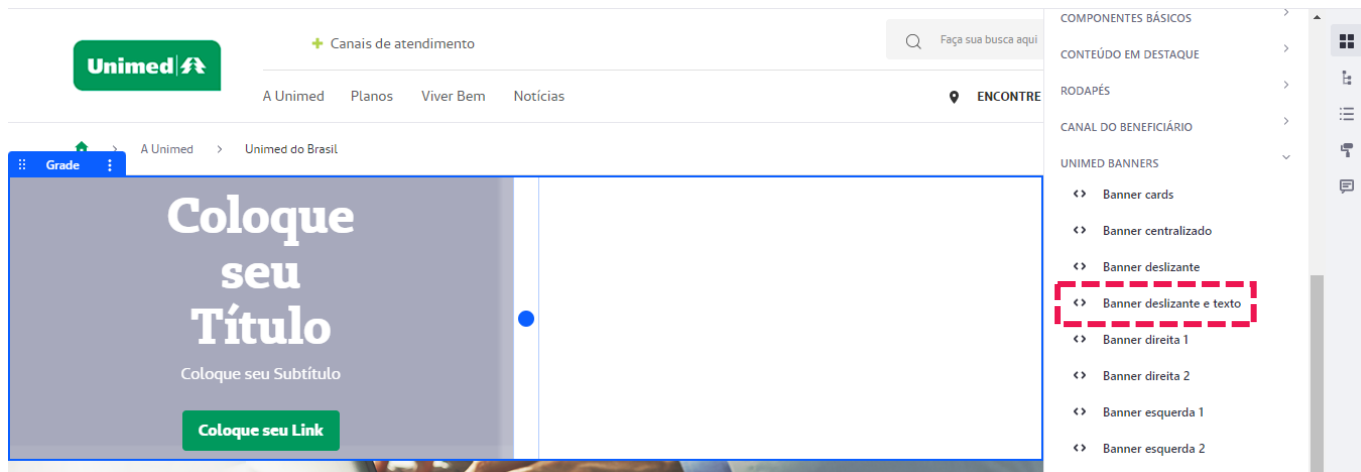 Unimed
Canais de atendimento
Faça sua busca aqui
A Unimed Planos Viver Bem Notícias
ENCONTRE
A Unimed > Unimed do Brasil
Grade
Coloque
seu
Título
Coloque seu Subtítulo
Coloque seu Link
COMPONENTES BÁSICOS
CONTEÚDO EM DESTAQUE
RODAPÉS
CANAL DO BENEFICIÁRIO
UNIMED BANNERS
Banner cards
Banner centralizado
Banner deslizante
Banner deslizante e texto
Banner direita 1
Banner direita 2
Banner esquerda 1
Banner esquerda 2